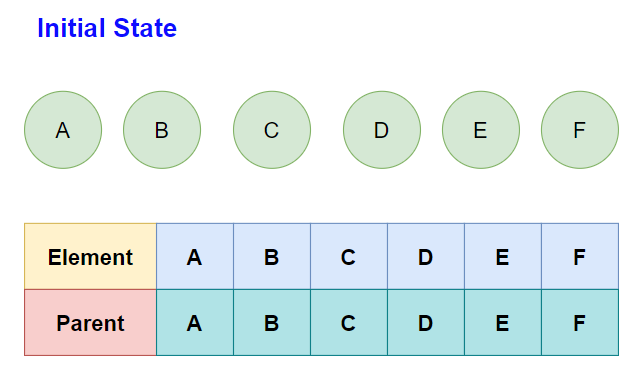 Initial State
A B C D E F
Element A B C D E F
Parent A B C D E F